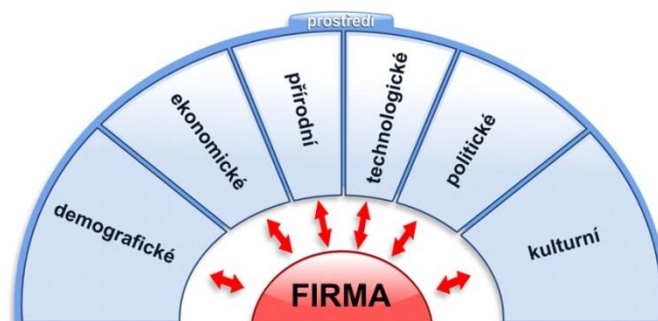 prostředí
demografické
ekonomické
přírodní
technologické
politické
kulturní
FIRMA